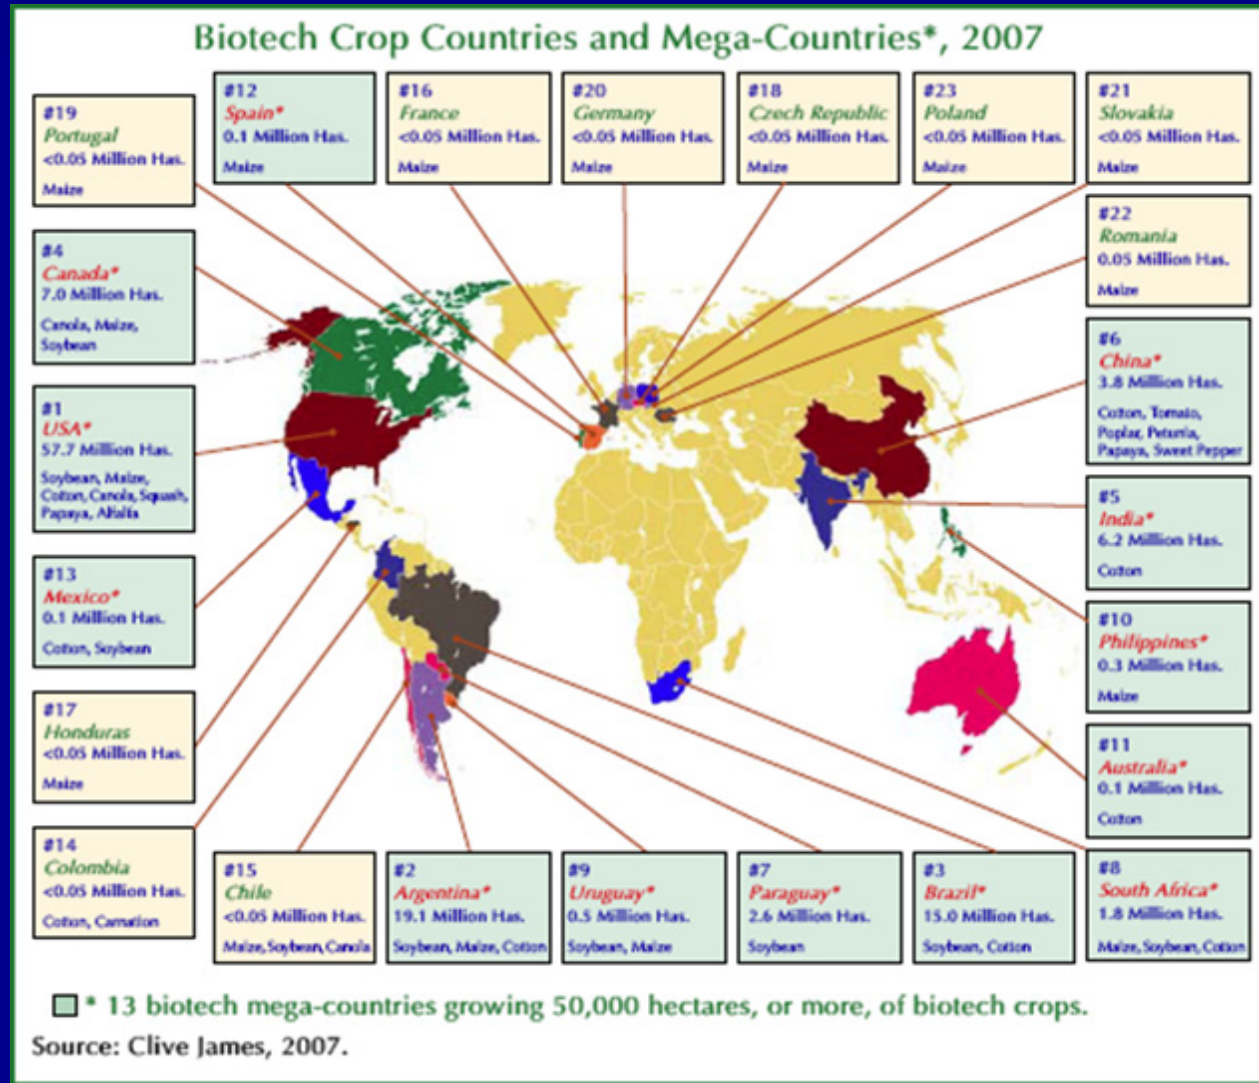 Biotech Crop Countries and Mega-Countries*, 2007
#19
Portugal
<0.05 Million Has.
Maize
#12
Spain*
0.1 Million Has.
Maize
#16
France
<0.05 Million Has.
Maize
#20
Germany
<0.05 Million Has.
Maize
#18
Czech Republic
<0.05 Million Has.
Maize
#23
Poland
<0.05 Million Has.
Maize
#21
Slovakia
<0.05 Million Has.
Maize
#22
Romania
0.05 Million Has.
Maize
#4
Canada*
7.0 Million Has.
Canola, Maize,
Soybean
#6
China*
3.8 Million Has.
Cotton, Tomato,
Poplar, Petunia,
Papaya, Sweet Pepper
#1
USA*
57.7 Million Has.
Soybean, Maize,
Cotton, Canola, Squash,
Papaya, Alfalfa
#5
India*
6.2 Million Has.
Cotton
#13
Mexico*
0.1 Million Has.
Cotton, Soybean
#10
Philippines*
0.3 Million Has.
Maize
#17
Honduras
<0.05 Million Has.
Maize
#11
Australia*
0.1 Million Has.
Cotton
#14
Colombia
<0.05 Million Has.
Cotton, Carnation
#15
Chile
<0.05 Million Has.
Maize, Soybean, Canola
#2
Argentina*
19.1 Million Has.
Soybean, Maize, Cotton
#9
Uruguay*
0.5 Million Has.
Soybean, Maize
#7
Paraguay*
2.6 Million Has.
Soybean
#3
Brazil*
15.0 Million Has.
Soybean, Cotton
#8
South Africa*
1.8 Million Has.
Maize, Soybean, Cotton
* 13 biotech mega-countries growing 50,000 hectares, or more, of biotech crops.
Source: Clive James, 2007.